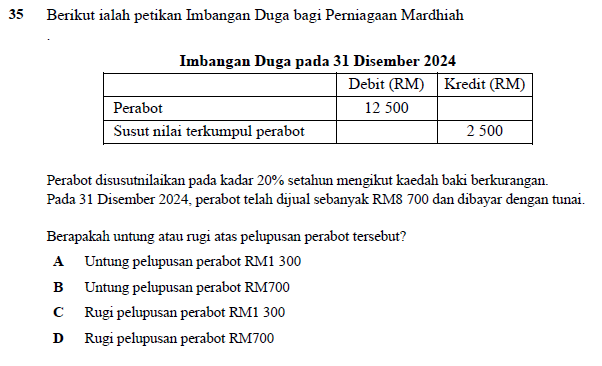 35 Berikut ialah petikan Imbangan Duga bagi Perniagaan Mardhiah
.
Imbangan Duga pada 31 Disember 2024
Debit (RM) Kredit (RM)
Perabot 12 500
Susut nilai terkumpul perabot 2 500
Perabot disusutnilaikan pada kadar 20% setahun mengikut kaedah baki berkurangan.
Pada 31 Disember 2024, perabot telah dijual sebanyak RM8 700 dan dibayar dengan tunai.
Berapakah untung atau rugi atas pelupusan perabot tersebut?
A Untung pelupusan perabot RM1 300
B Untung pelupusan perabot RM700
C Rugi pelupusan perabot RM1 300
D Rugi pelupusan perabot RM700